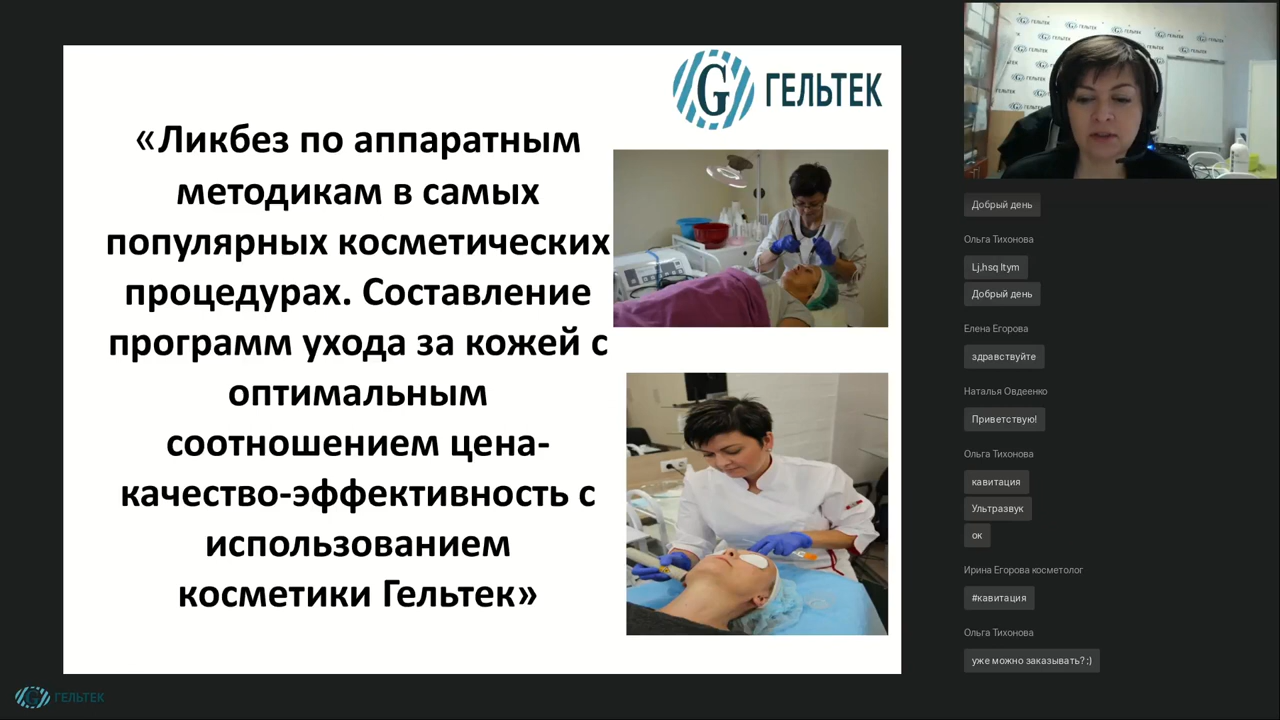 ГЕЛЬТЕК
«Ликбез по аппаратным
методикам в самых
популярных косметических
процедурах. Составление
программ ухода за кожей с
оптимальным
соотношением цена-
качество-эффективность с
использованием
косметики Гельтек»
ГЕЛЬТЕК
Добрый день
Ольга Тихонова
Lj,hsq ltym
Добрый день
Елена Егорова
здравствуйте
Наталья Овдеенко
Приветствую!
Ольга Тихонова
кавитация
Ультразвук
ок
Ирина Егорова косметолог
#кавитация
Ольга Тихонова
уже можно заказывать? ;)